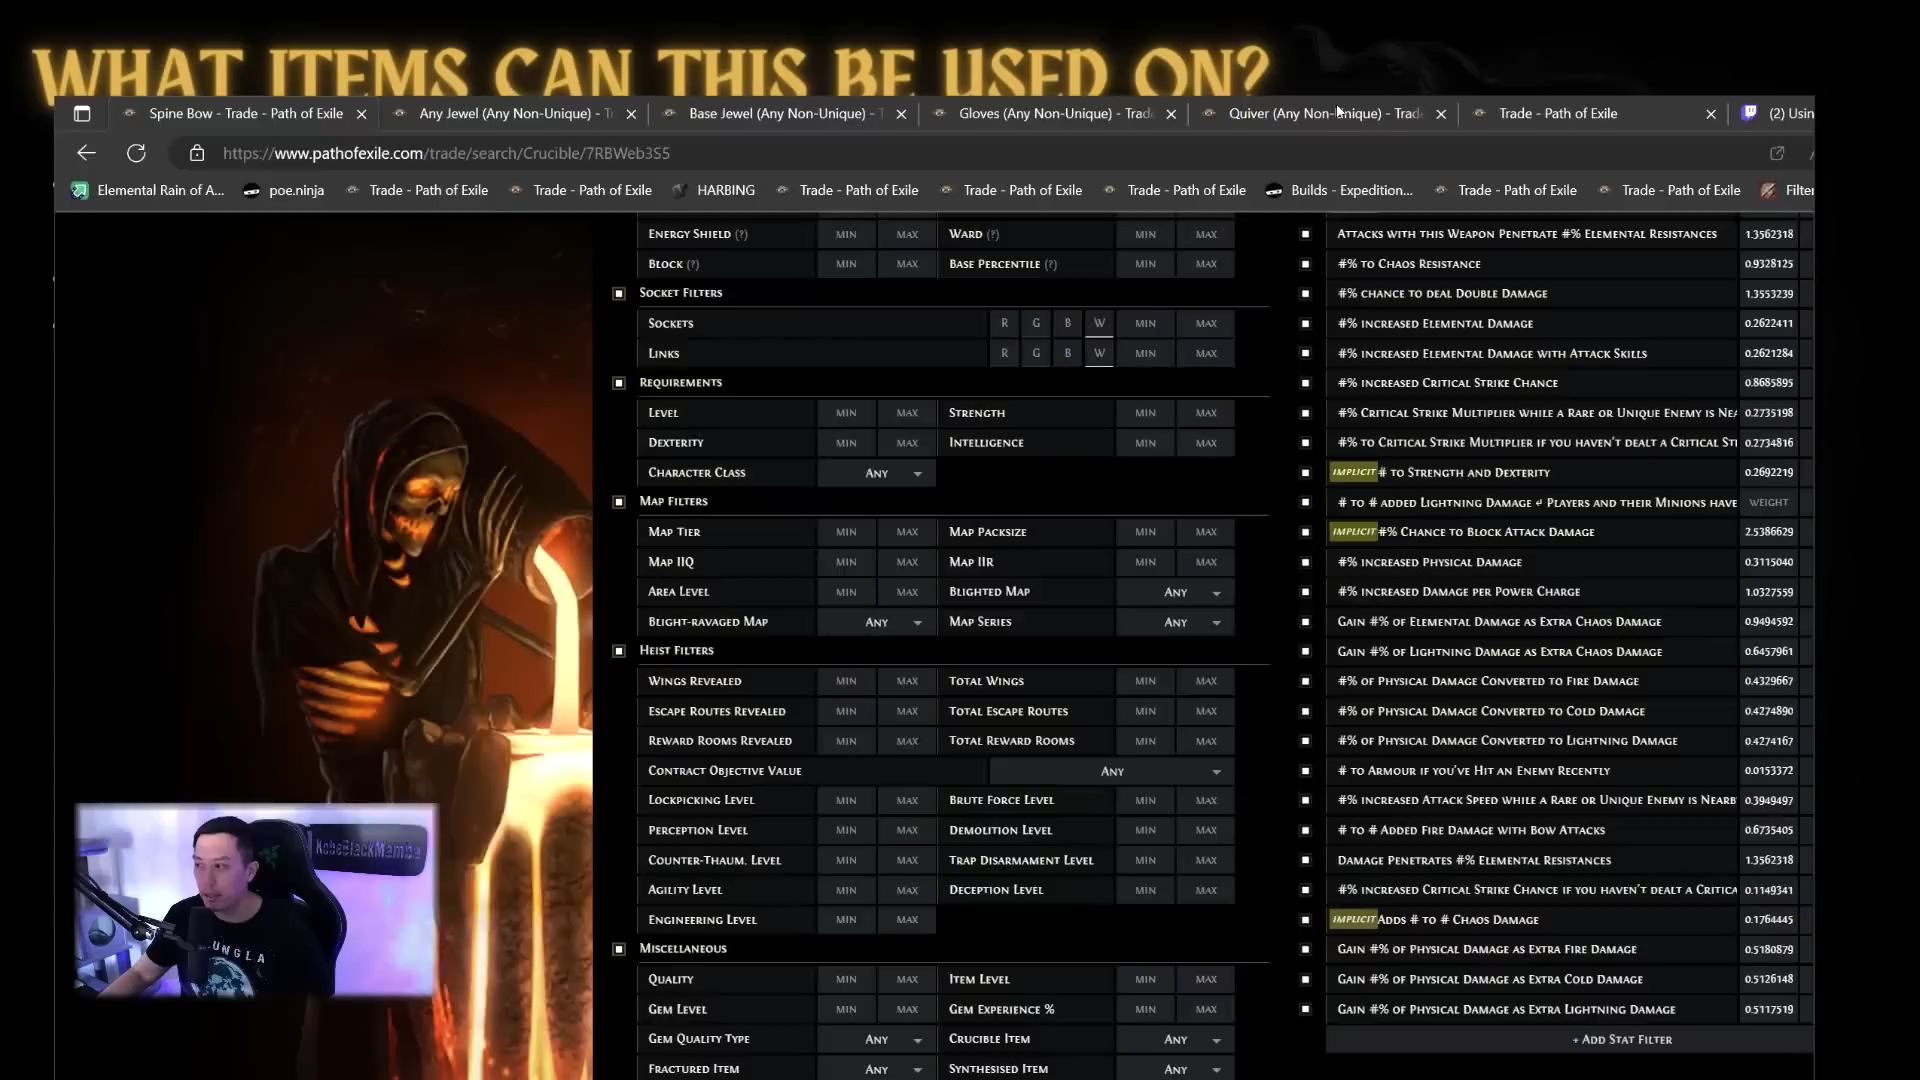 WHAT ITEMS CAN THIS BE USED ON?
Spine Bow - Trade - Path of Exile
Any Jewel (Any Non-Unique) - Tr
Base Jewel (Any Non-Unique) - T
Gloves (Any Non-Unique) - Trade
Quiver (Any Non-Unique) - Trade
Trade - Path of Exile
(2) Usin
https://www.pathofexile.com/trade/search/Crucible/7RBWeb3S5
Elemental Rain of A...
poe.ninja
Trade - Path of Exile
Trade - Path of Exile
HARBING
Trade - Path of Exile
Trade - Path of Exile
Trade - Path of Exile
Builds - Expedition...
Trade - Path of Exile
Trade - Path of Exile
Filter
ENERGY SHIELD (?) MIN MAX WARD (?) MIN MAX
BLOCK (?) MIN MAX BASE PERCENTILE (?) MIN MAX
SOCKET FILTERS
SOCKETS R G B W MIN MAX
LINKS R G B W MIN MAX
REQUIREMENTS
LEVEL MIN MAX STRENGTH MIN MAX
DEXTERITY MIN MAX INTELLIGENCE MIN MAX
CHARACTER CLASS ANY
MAP FILTERS
MAP TIER MIN MAX MAP PACKSIZE MIN MAX
MAP IIQ MIN MAX MAP IIR MIN MAX
AREA LEVEL MIN MAX BLIGHTED MAP ANY
BLIGHT-RAVAGED MAP ANY MAP SERIES ANY
HEIST FILTERS
WINGS REVEALED MIN MAX TOTAL WINGS MIN MAX
ESCAPE ROUTES REVEALED MIN MAX TOTAL ESCAPE ROUTES MIN MAX
REWARD ROOMS REVEALED MIN MAX TOTAL REWARD ROOMS MIN MAX
CONTRACT OBJECTIVE VALUE ANY
LOCKPICKING LEVEL MIN MAX BRUTE FORCE LEVEL MIN MAX
PERCEPTION LEVEL MIN MAX DEMOLITION LEVEL MIN MAX
COUNTER-THAUM. LEVEL MIN MAX TRAP DISARMAMENT LEVEL MIN MAX
AGILITY LEVEL MIN MAX DECEPTION LEVEL MIN MAX
ENGINEERING LEVEL MIN MAX
MISCELLANEOUS
QUALITY MIN MAX ITEM LEVEL MIN MAX
GEM LEVEL MIN MAX GEM EXPERIENCE % MIN MAX
GEM QUALITY TYPE ANY CRUCIBLE ITEM ANY
FRACTURED ITEM ANY SYNTHESISED ITEM ANY
ATTACKS WITH THIS WEAPON PENETRATE #% ELEMENTAL RESISTANCES 1.3562318
#% TO CHAOS RESISTANCE 0.9328125
#% CHANCE TO DEAL DOUBLE DAMAGE 1.3553239
#% INCREASED ELEMENTAL DAMAGE 0.2622411
#% INCREASED ELEMENTAL DAMAGE WITH ATTACK SKILLS 0.2621284
#% INCREASED CRITICAL STRIKE CHANCE 0.8685895
#% CRITICAL STRIKE MULTIPLIER WHILE A RARE OR UNIQUE ENEMY IS NEA 0.2735198
#% TO CRITICAL STRIKE MULTIPLIER IF YOU HAVEN'T DEALT A CRITICAL ST 0.2734816
IMPLICIT # TO STRENGTH AND DEXTERITY 0.2692219
# TO # ADDED LIGHTNING DAMAGE ↵ PLAYERS AND THEIR MINIONS HAVE WEIGHT
IMPLICIT #% CHANCE TO BLOCK ATTACK DAMAGE 2.5386629
#% INCREASED PHYSICAL DAMAGE 0.3115040
#% INCREASED DAMAGE PER POWER CHARGE 1.0327559
GAIN #% OF ELEMENTAL DAMAGE AS EXTRA CHAOS DAMAGE 0.9494592
GAIN #% OF LIGHTNING DAMAGE AS EXTRA CHAOS DAMAGE 0.6457961
#% OF PHYSICAL DAMAGE CONVERTED TO FIRE DAMAGE 0.4329667
#% OF PHYSICAL DAMAGE CONVERTED TO COLD DAMAGE 0.4274890
#% OF PHYSICAL DAMAGE CONVERTED TO LIGHTNING DAMAGE 0.4274167
# TO ARMOUR IF YOU'VE HIT AN ENEMY RECENTLY 0.0153372
#% INCREASED ATTACK SPEED WHILE A RARE OR UNIQUE ENEMY IS NEARB 0.3949497
# TO # ADDED FIRE DAMAGE WITH BOW ATTACKS 0.6735405
DAMAGE PENETRATES #% ELEMENTAL RESISTANCES 1.3562318
#% INCREASED CRITICAL STRIKE CHANCE IF YOU HAVEN'T DEALT A CRITICA 0.1149341
IMPLICIT ADDS # TO # CHAOS DAMAGE 0.1764445
GAIN #% OF PHYSICAL DAMAGE AS EXTRA FIRE DAMAGE 0.5180879
GAIN #% OF PHYSICAL DAMAGE AS EXTRA COLD DAMAGE 0.5126148
GAIN #% OF PHYSICAL DAMAGE AS EXTRA LIGHTNING DAMAGE 0.5117519
+ ADD STAT FILTER
KobeBlackMamba